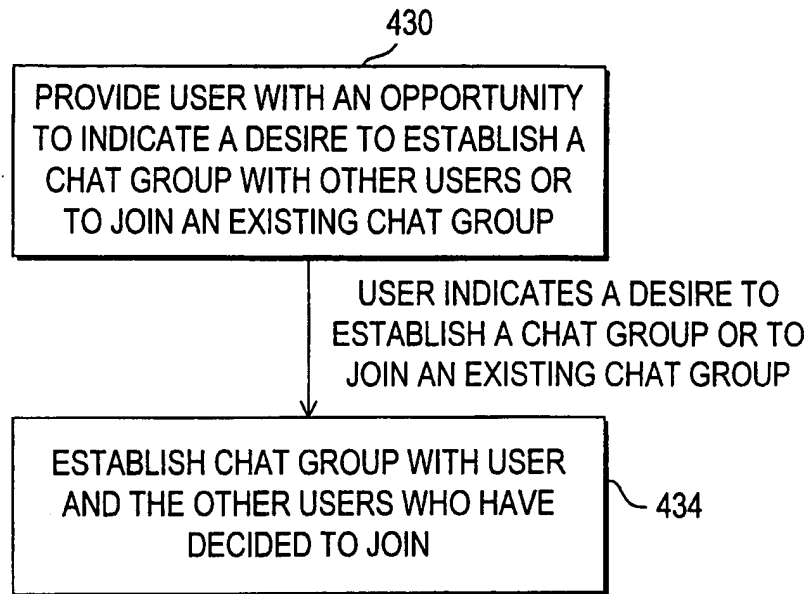 430
PROVIDE USER WITH AN OPPORTUNITY
TO INDICATE A DESIRE TO ESTABLISH A
CHAT GROUP WITH OTHER USERS OR
TO JOIN AN EXISTING CHAT GROUP
USER INDICATES A DESIRE TO
ESTABLISH A CHAT GROUP OR TO
JOIN AN EXISTING CHAT GROUP
ESTABLISH CHAT GROUP WITH USER
AND THE OTHER USERS WHO HAVE
DECIDED TO JOIN
434